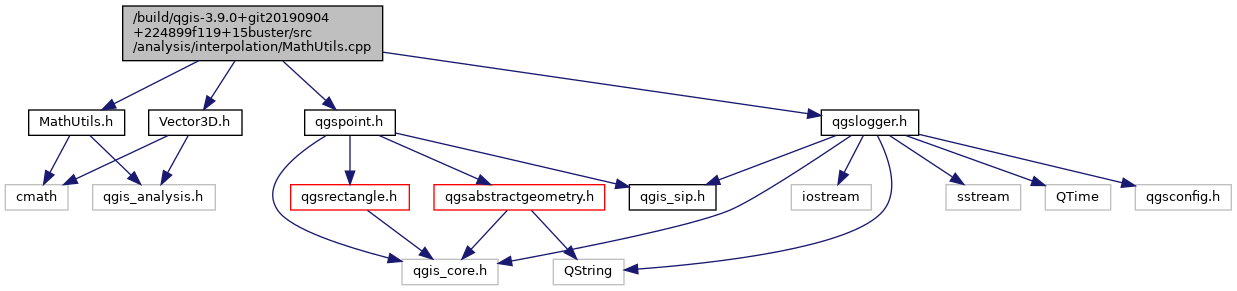 /build/qgis-3.9.0+git20190904
+224899f119+15buster/src
/analysis/interpolation/MathUtils.cpp
MathUtils.h
Vector3D.h
qgspoint.h
qgslogger.h
cmath
qgis_analysis.h
qgsrectangle.h
qgsabstractgeometry.h
qgis_sip.h
iostream
sstream
QTime
qgsconfig.h
qgis_core.h
QString